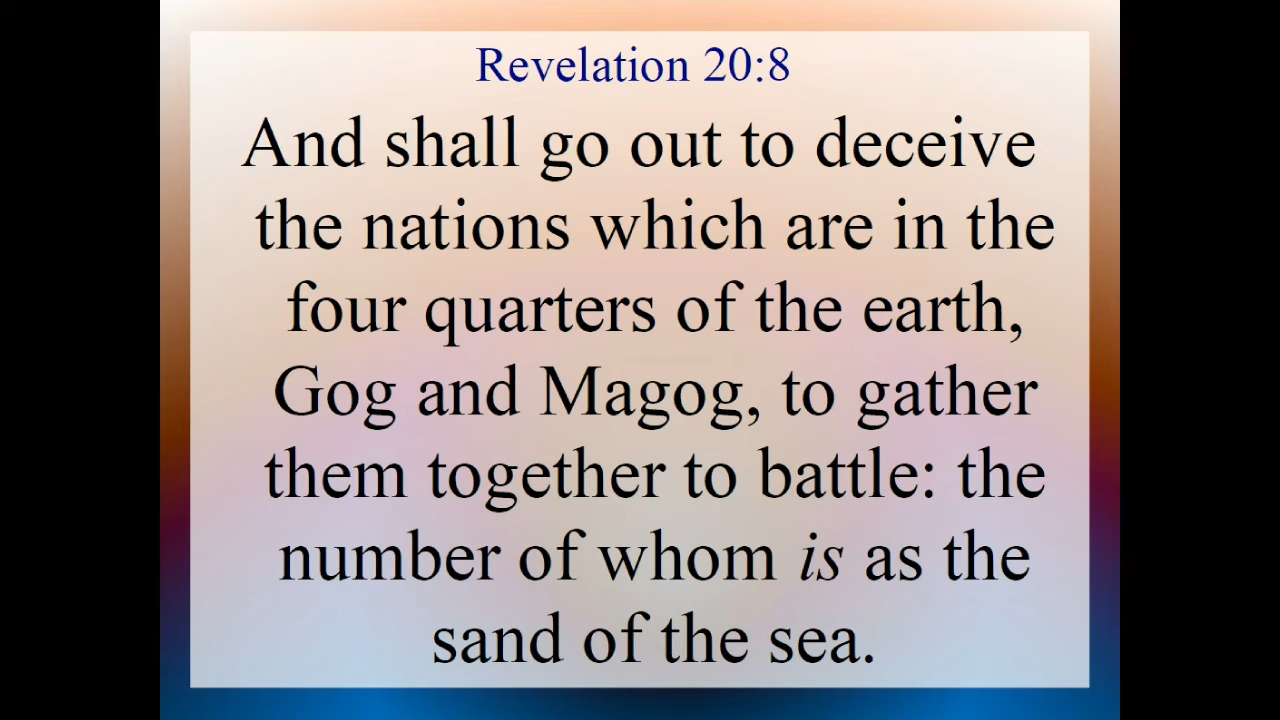 Revelation 20:8
And shall go out to deceive
the nations which are in the
four quarters of the earth,
Gog and Magog, to gather
them together to battle: the
number of whom is as the
sand of the sea.